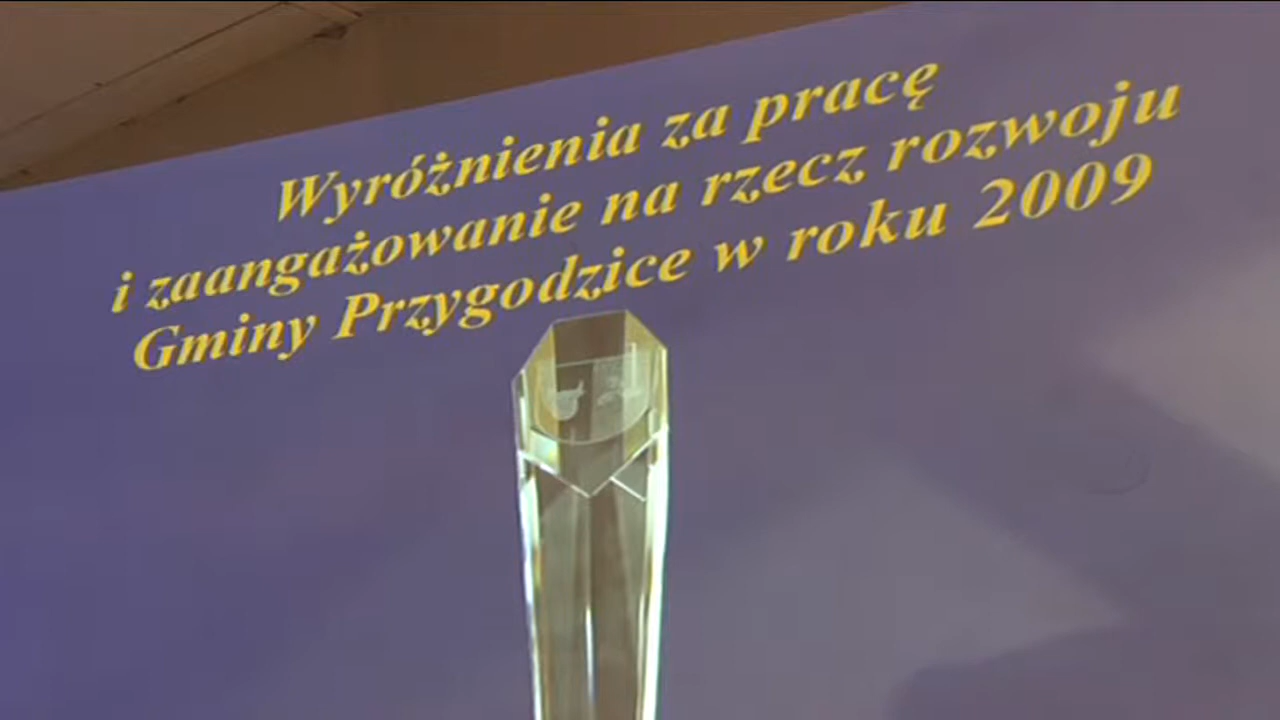 Wyróżnienia za pracę
i zaangażowanie na rzecz rozwoju
Gminy Przygodzice w roku 2009